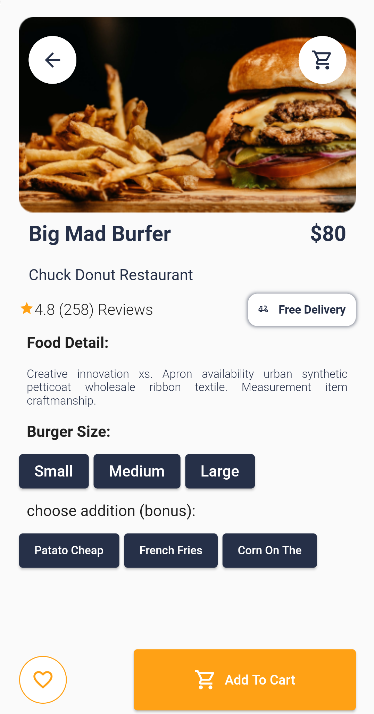 Big Mad Burfer
$80
Chuck Donut Restaurant
4.8 (258) Reviews
Free Delivery
Food Detail:
Creative innovation xs. Apron availability urban synthetic
petticoat wholesale ribbon textile. Measurement item
craftmanship.
Burger Size:
Small
Medium
Large
choose addition (bonus):
Patato Cheap
French Fries
Corn On The
Add To Cart